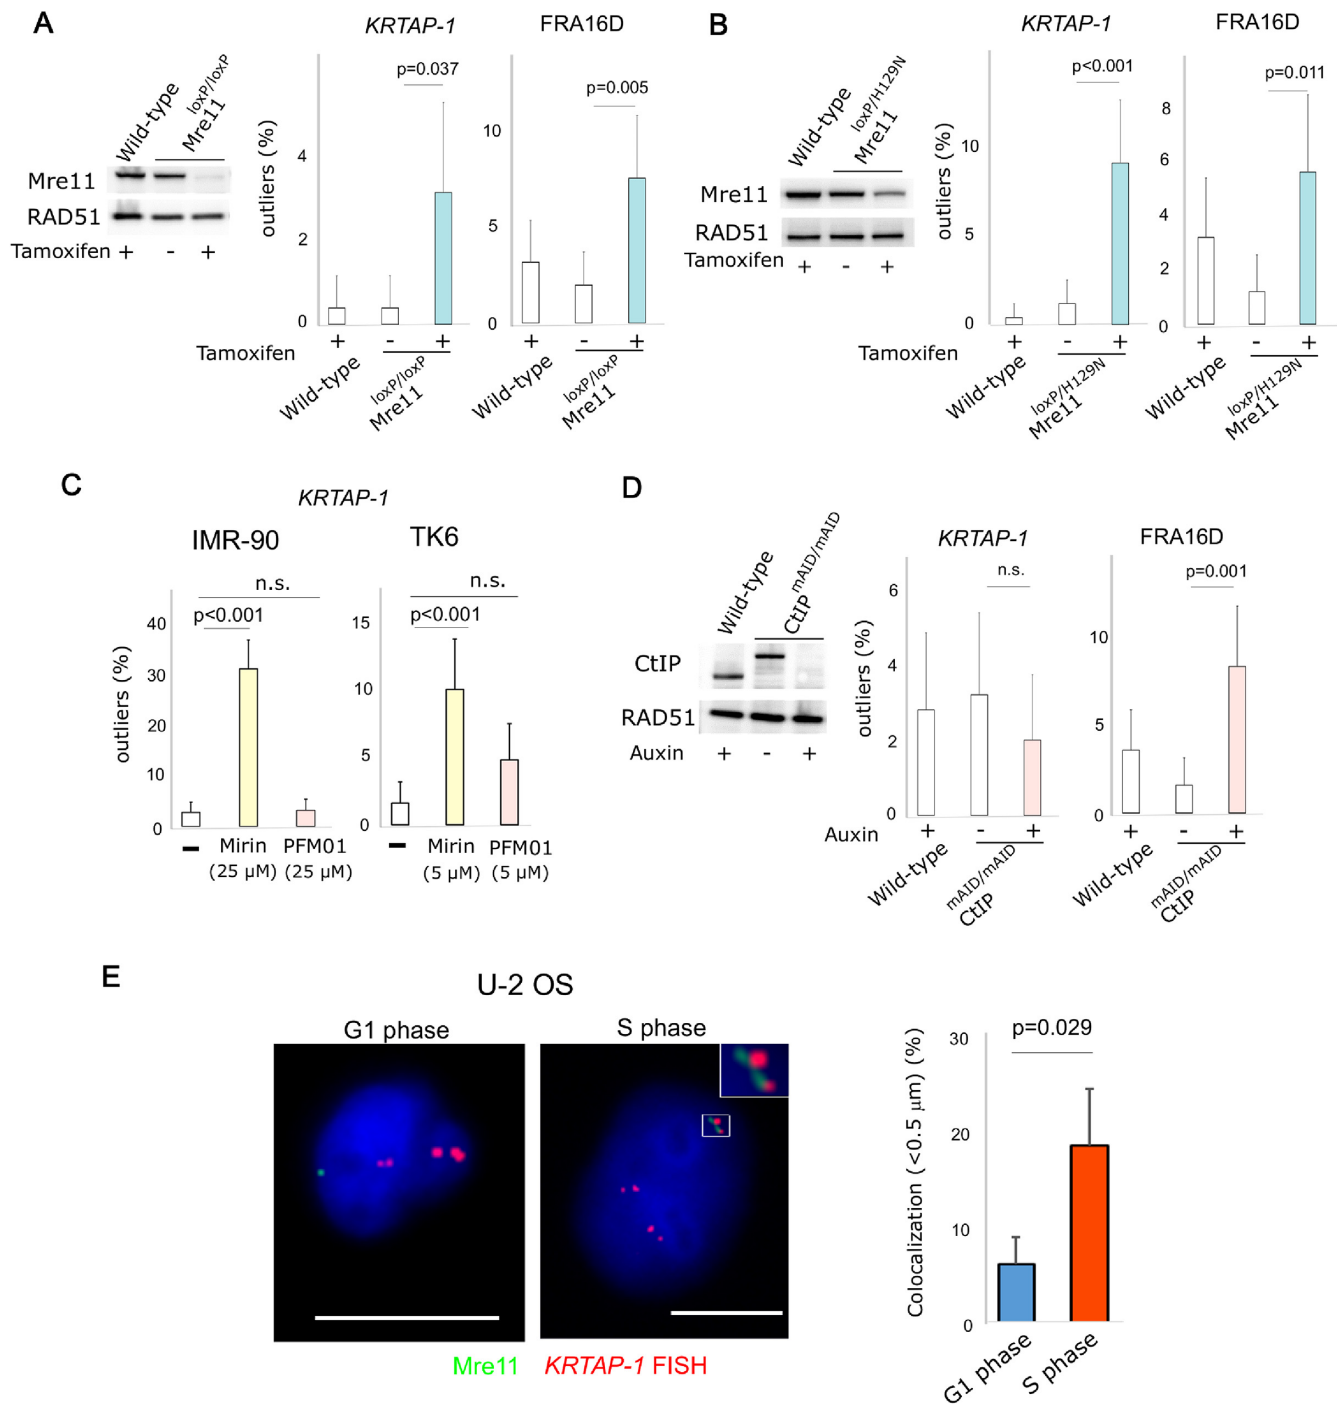 A
Wild-type
loxP/loxP
Mre11
Mre11
RAD51
Tamoxifen + - +
KRTAP-1
outliers (%)
p=0.037
4
2
0
FRA16D
p=0.005
10
5
0
Tamoxifen + - + + - +
Wild-type
loxP/loxP
Mre11
Wild-type
loxP/loxP
Mre11
B
Wild-type
loxP/H129N
Mre11
Mre11
RAD51
Tamoxifen + - +
KRTAP-1
outliers (%)
p<0.001
10
5
0
FRA16D
p=0.011
8
6
4
2
0
Tamoxifen + - + + - +
Wild-type
loxP/H129N
Mre11
Wild-type
loxP/H129N
Mre11
C
KRTAP-1
IMR-90
n.s.
p<0.001
outliers (%)
40
30
20
10
0
- Mirin PFM01
(25 μM) (25 μM)
TK6
n.s.
p<0.001
15
10
5
0
- Mirin PFM01
(5 μM) (5 μM)
D
Wild-type
CtIP mAID/mAID
CtIP
RAD51
Auxin + - +
KRTAP-1
n.s.
outliers (%)
6
4
2
0
FRA16D
p=0.001
10
5
0
Auxin + - + + - +
Wild-type
mAID/mAID
CtIP
Wild-type
mAID/mAID
CtIP
E
U-2 OS
G1 phase
S phase
Mre11 KRTAP-1 FISH
Colocalization (<0.5 μm) (%)
p=0.029
30
20
10
0
G1 phase
S phase